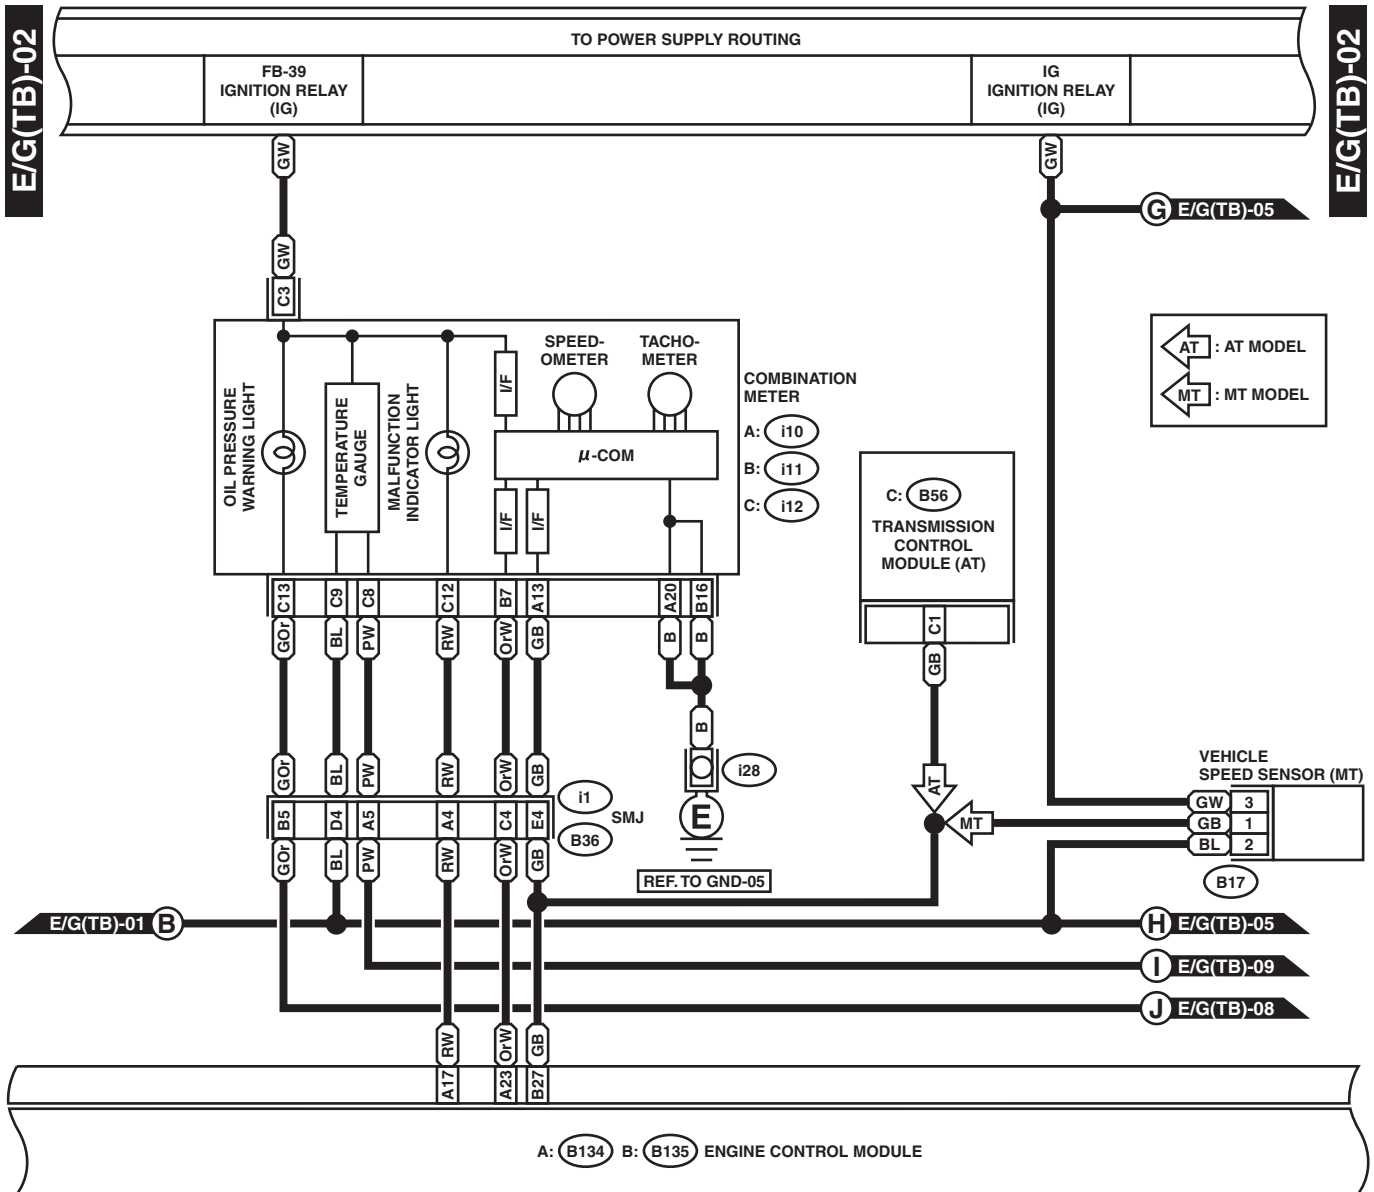 E/G(TB)-02
E/G(TB)-02
TO POWER SUPPLY ROUTING
FB-39
IGNITION RELAY
(IG)
IG
IGNITION RELAY
(IG)
GW
GW
G E/G(TB)-05
GW
C3
AT : AT MODEL
MT : MT MODEL
OIL PRESSURE
WARNING LIGHT
TEMPERATURE
GAUGE
MALFUNCTION
INDICATOR LIGHT
I/F
SPEED-
OMETER
TACHO-
METER
μ-COM
I/F
I/F
COMBINATION
METER
A: i10
B: i11
C: i12
C: B56
TRANSMISSION
CONTROL
MODULE (AT)
C1
GB
C13 C9 C8 C12 B7 A13 A20 B16
GOr BL PW RW OrW GB B B
B
i28
E
REF. TO GND-05
GOr BL PW RW OrW GB
B5 D4 A5 A4 C4 E4
i1
SMJ
B36
GOr BL PW RW OrW GB
AT
MT
VEHICLE
SPEED SENSOR (MT)
GW 3
GB 1
BL 2
B17
E/G(TB)-01 B
H E/G(TB)-05
I E/G(TB)-09
J E/G(TB)-08
RW OrW GB
A17 A23 B27
A: B134 B: B135 ENGINE CONTROL MODULE